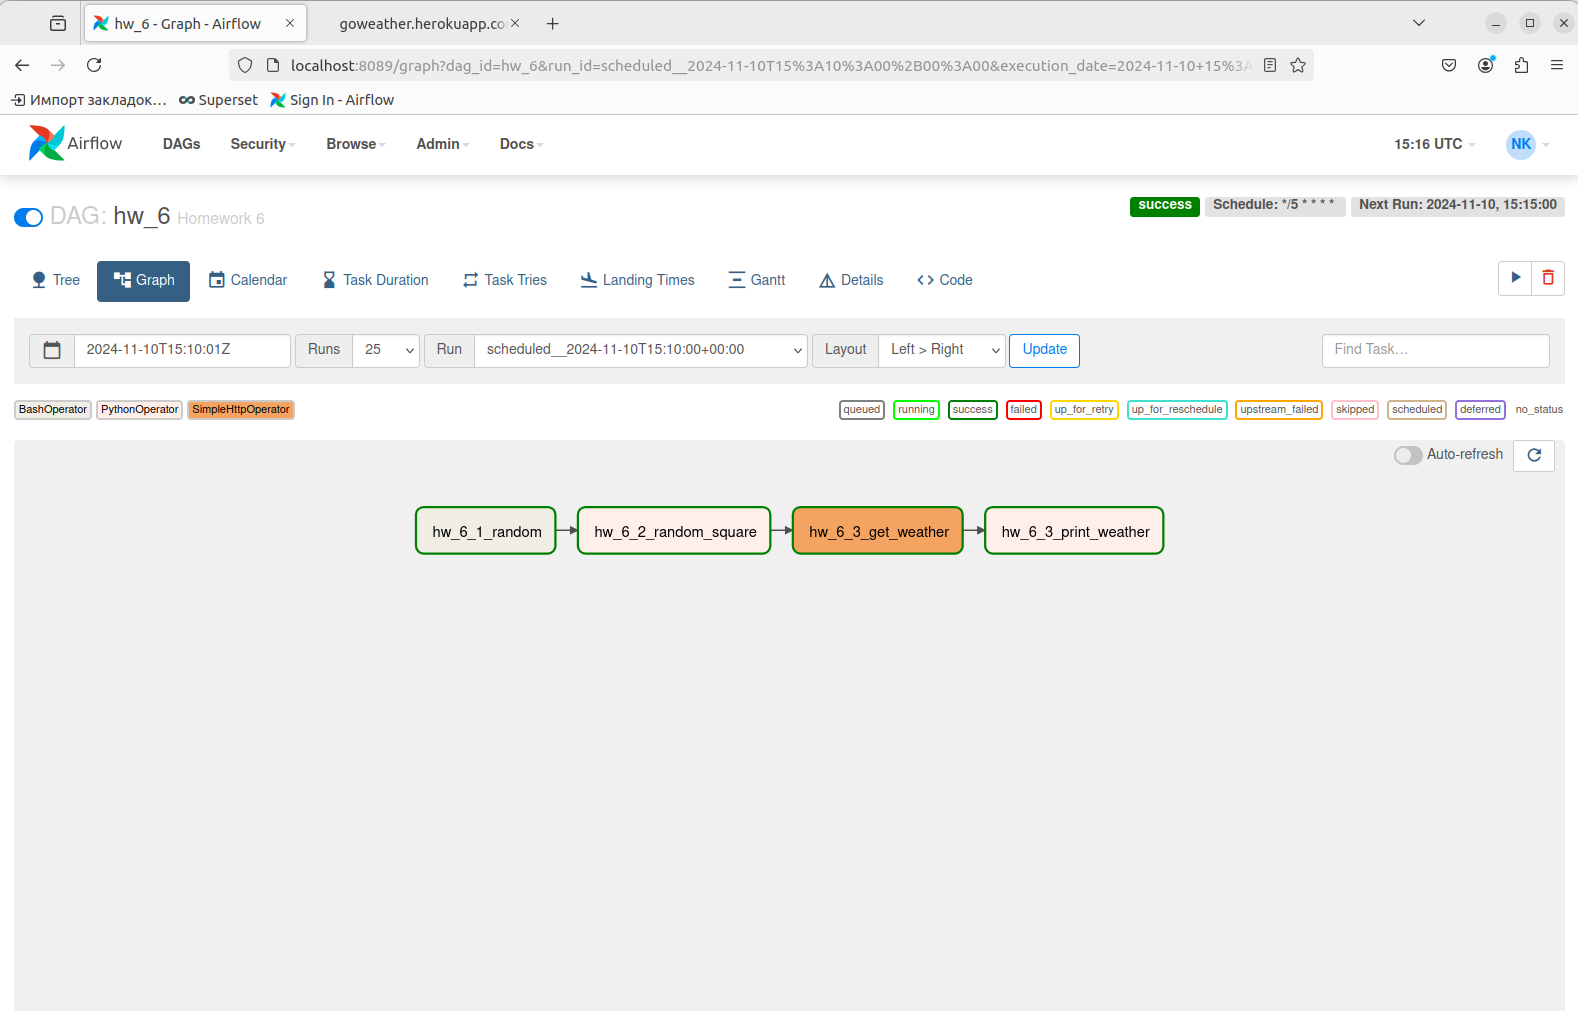 hw_6 - Graph - Airflow
goweather.herokuapp.co
localhost:8089/graph?dag_id=hw_6&run_id=scheduled__2024-11-10T15%3A10%3A00%2B00%3A00&execution_date=2024-11-10+15%3A
Импорт закладок… Superset Sign In - Airflow
Airflow DAGs Security Browse Admin Docs 15:16 UTC NK
DAG: hw_6 Homework 6 success Schedule: */5 * * * * Next Run: 2024-11-10, 15:15:00
Tree Graph Calendar Task Duration Task Tries Landing Times Gantt Details <> Code
2024-11-10T15:10:01Z Runs 25 Run scheduled__2024-11-10T15:10:00+00:00 Layout Left > Right Update Find Task…
BashOperator PythonOperator SimpleHttpOperator queued running success failed up_for_retry up_for_reschedule upstream_failed skipped scheduled deferred no_status
Auto-refresh
hw_6_1_random hw_6_2_random_square hw_6_3_get_weather hw_6_3_print_weather